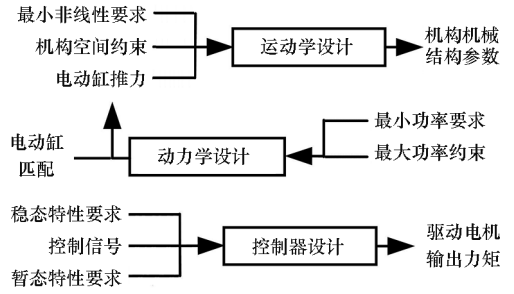 最小非线性要求
机构空间约束
电动缸推力
运动学设计
机构机械
结构参数
电动缸
匹配
动力学设计
最小功率要求
最大功率约束
稳态特性要求
控制信号
暂态特性要求
控制器设计
驱动电机
输出力矩